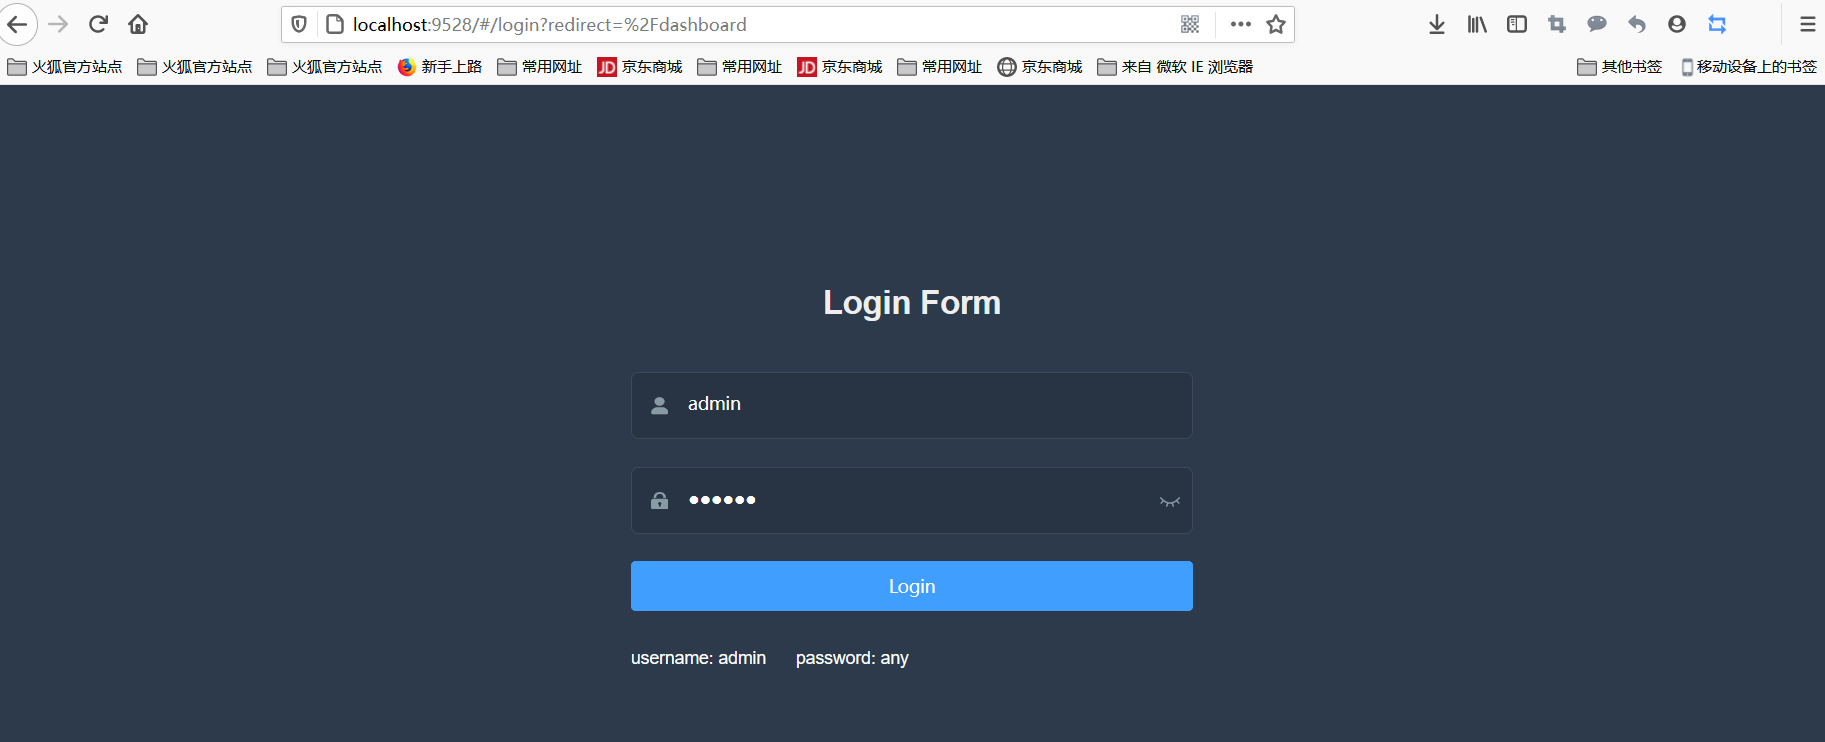 localhost:9528/#/login?redirect=%2Fdashboard
火狐官方站点 火狐官方站点 火狐官方站点 新手上路 常用网址 JD 京东商城 常用网址 JD 京东商城 常用网址 京东商城 来自 微软 IE 浏览器 其他书签 移动设备上的书签
Login Form
admin
••••••
Login
username: admin password: any